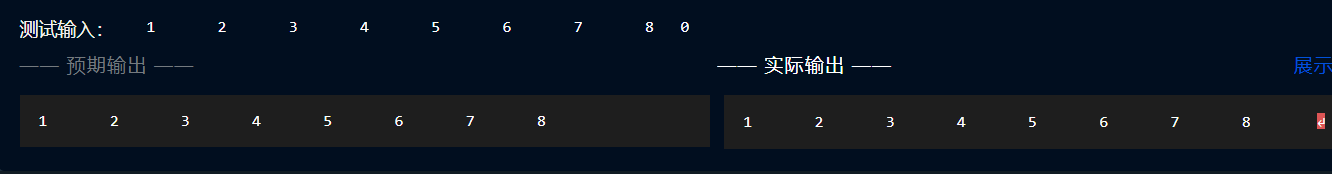 测试输入： 1 2 3 4 5 6 7 8 0
—— 预期输出 —— —— 实际输出 —— 展示
1 2 3 4 5 6 7 8 1 2 3 4 5 6 7 8 ↵